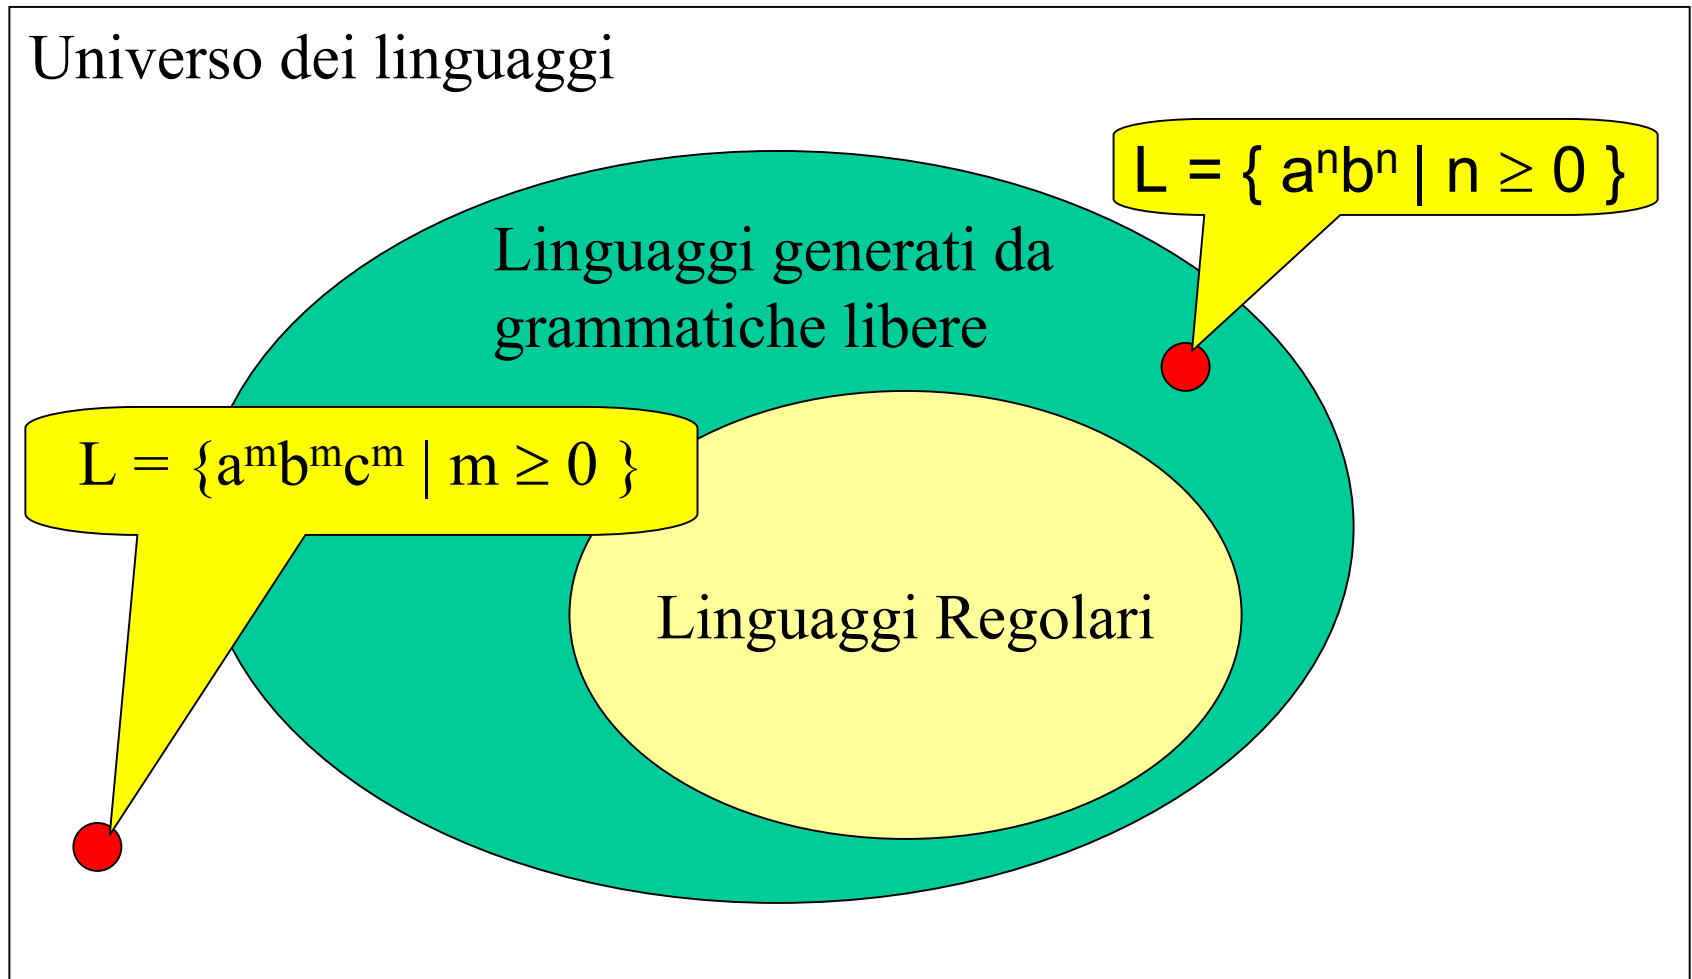 Universo dei linguaggi
L = { aⁿbⁿ | n ≥ 0 }
Linguaggi generati da
grammatiche libere
L = {aᵐbᵐcᵐ | m ≥ 0 }
Linguaggi Regolari